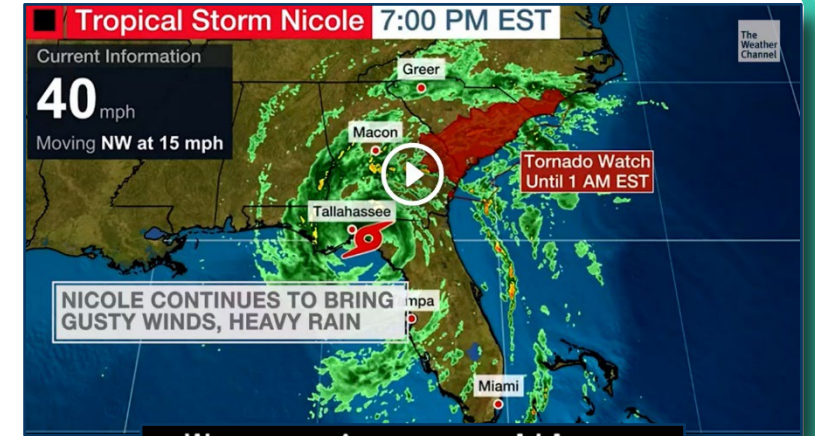 Tropical Storm Nicole 7:00 PM EST
The
Weather
Channel
Current Information
40 mph
Moving NW at 15 mph
Greer
Macon
Tornado Watch
Until 1 AM EST
Tallahassee
NICOLE CONTINUES TO BRING
GUSTY WINDS, HEAVY RAIN
mpa
Miami